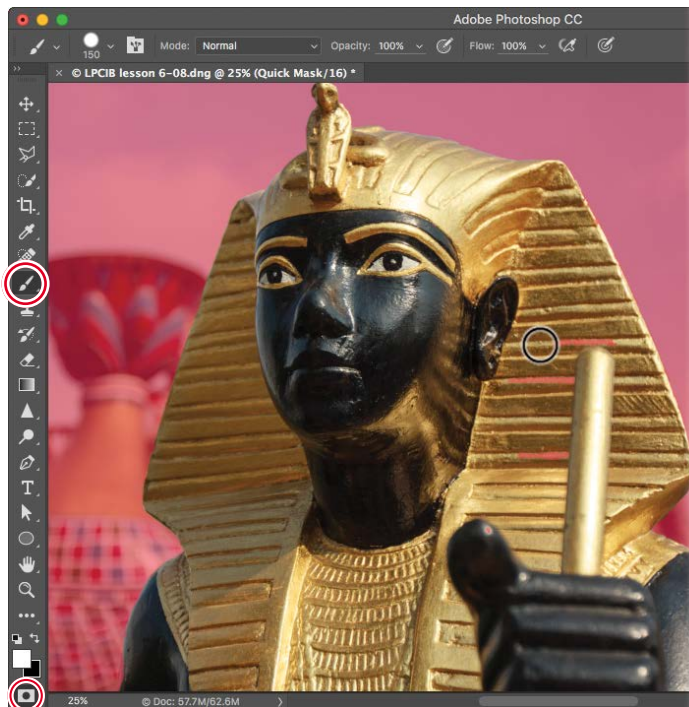 Adobe Photoshop CC
150 Mode: Normal Opacity: 100% Flow: 100%
× © LPCIB lesson 6-08.dng @ 25% (Quick Mask/16) *
T
25% © Doc: 57.7M/62.6M